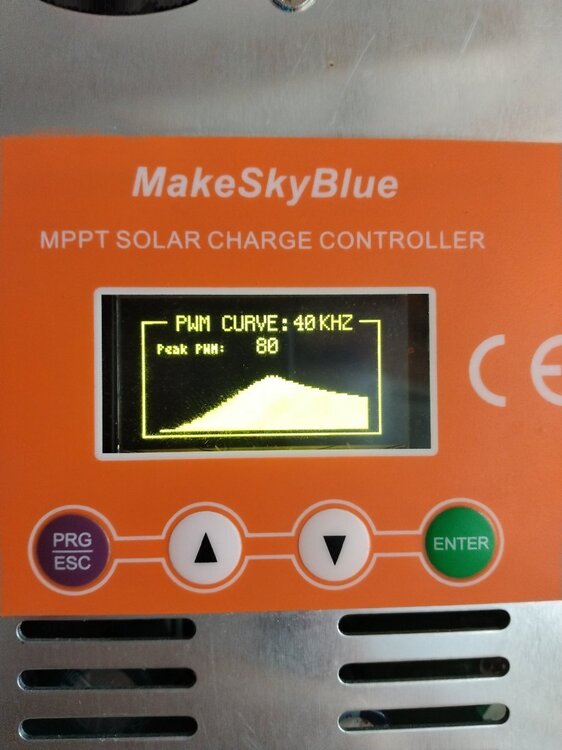 MakeSkyBlue
MPPT SOLAR CHARGE CONTROLLER
PWM CURVE:40KHZ
Peak PWM: 80
CE
PRG
ESC
▲
▼
ENTER